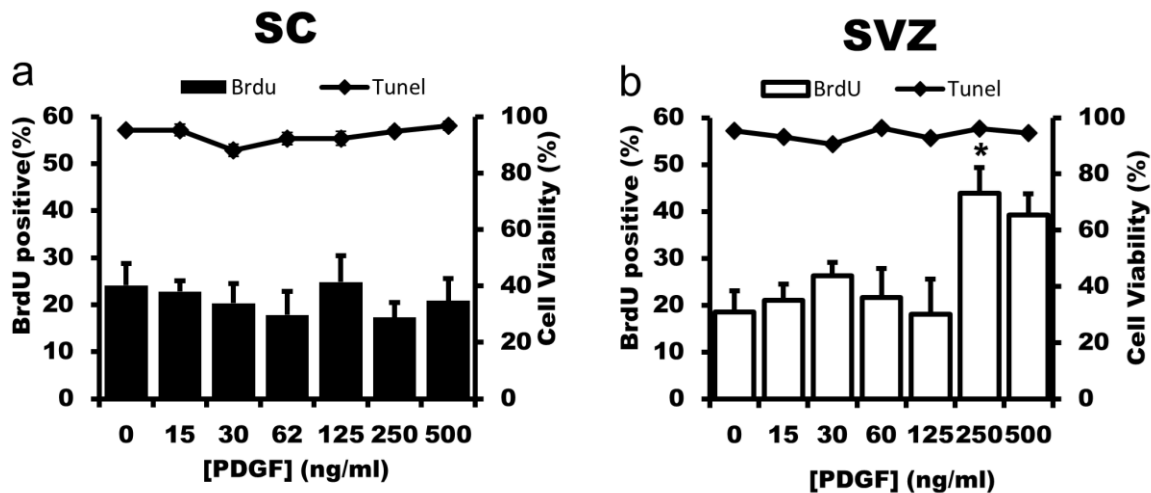 SC
a
Brdu Tunel
BrdU positive(%)
60
50
40
30
20
10
0
100
80
60
40
20
0
Cell Viability (%)
0 15 30 62 125 250 500
[PDGF] (ng/ml)
SVZ
b
BrdU Tunel
BrdU positive (%)
60
50
40
30
20
10
0
*
100
80
60
40
20
0
Cell Viability (%)
0 15 30 60 125 250 500
[PDGF] (ng/ml)